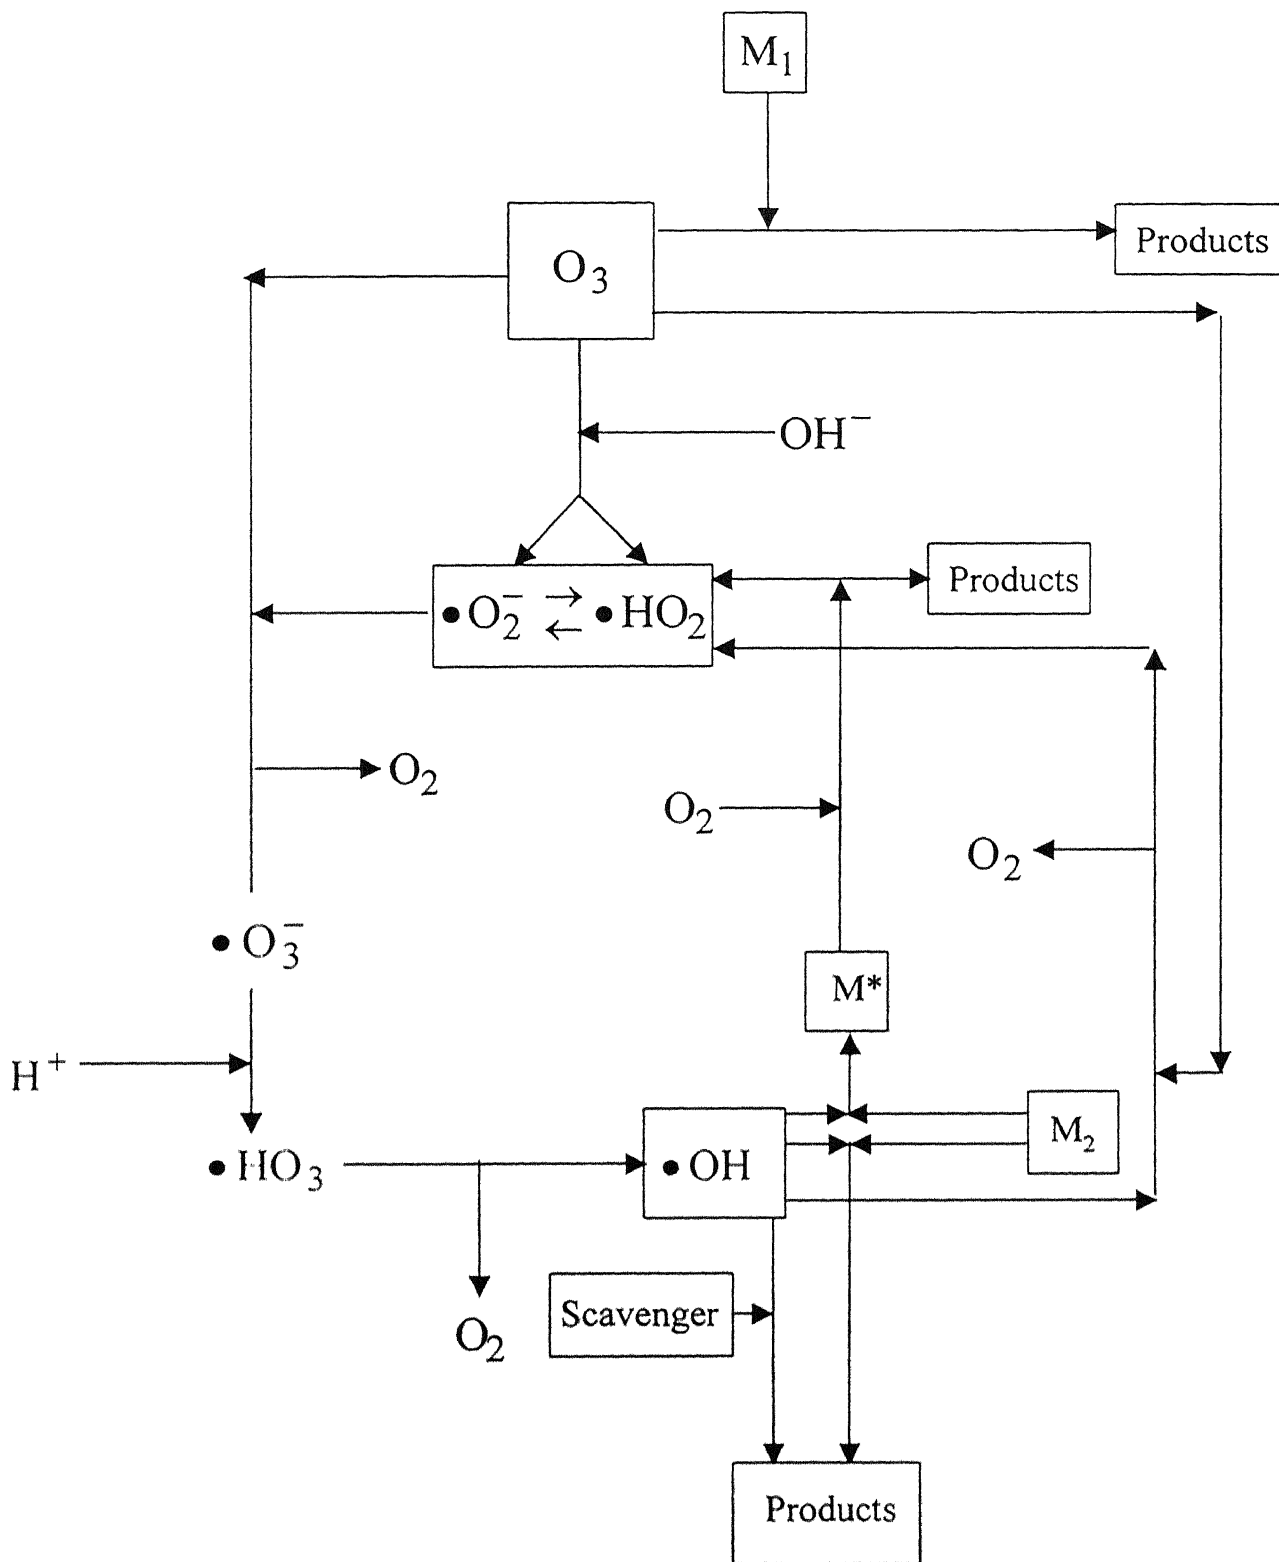 M₁
Products
O₃
OH⁻
Products
•O₂⁻ ⇄ •HO₂
O₂
O₂
O₂
•O₃⁻
M*
H⁺
M₂
•HO₃
•OH
Scavenger
O₂
Products